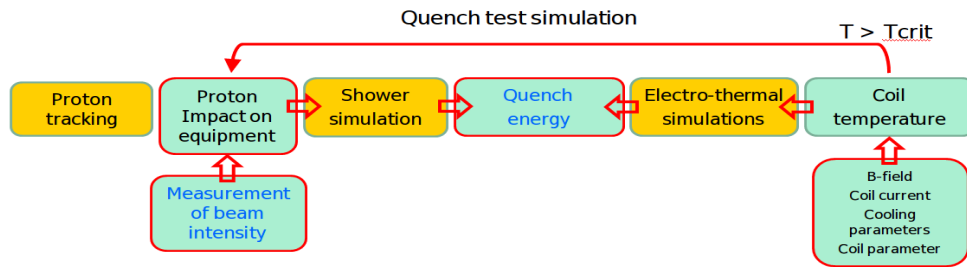 Quench test simulation
T > Tcrit
Proton
tracking
Proton
Impact on
equipment
Shower
simulation
Quench
energy
Electro-thermal
simulations
Coil
temperature
Measurement
of beam
intensity
B-field
Coil current
Cooling
parameters
Coil parameter